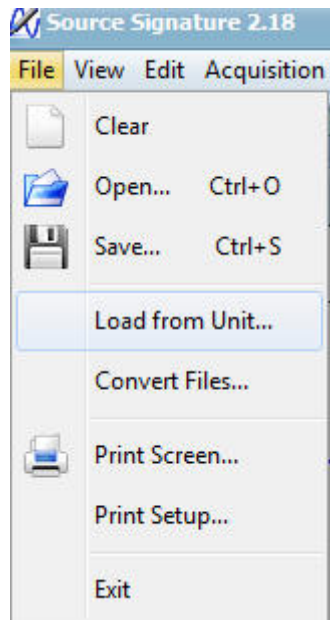 Source Signature 2.18
File View Edit Acquisition
Clear
Open... Ctrl+O
Save... Ctrl+S
Load from Unit...
Convert Files...
Print Screen...
Print Setup...
Exit